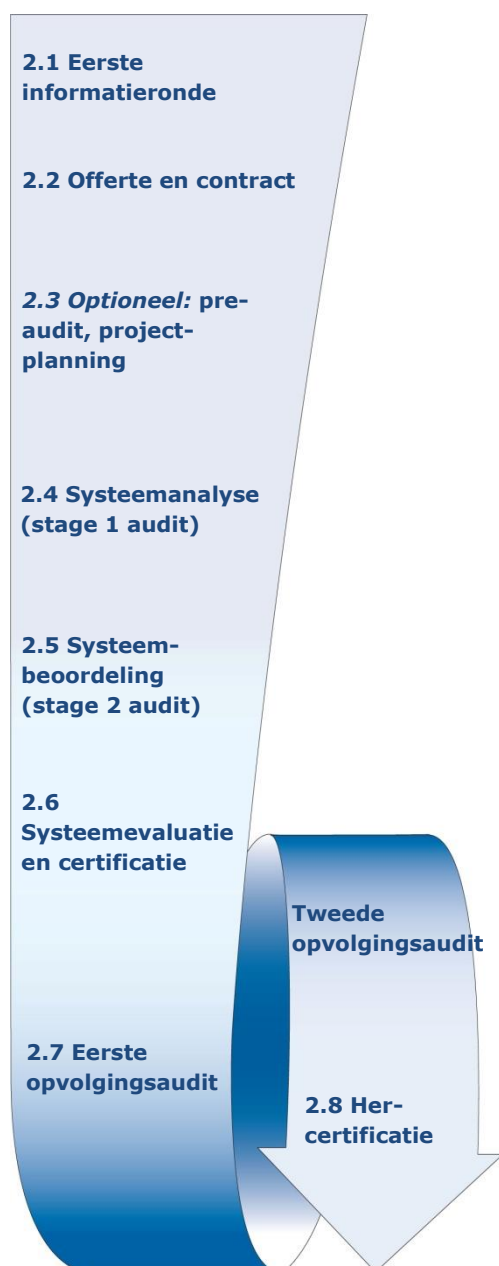 2.1 Eerste
informatieronde
2.2 Offerte en contract
2.3 Optioneel: pre-
audit, project-
planning
2.4 Systeemanalyse
(stage 1 audit)
2.5 Systeem-
beoordeling
(stage 2 audit)
2.6
Systeemevaluatie
en certificatie
2.7 Eerste
opvolgingsaudit
Tweede
opvolgingsaudit
2.8 Her-
certificatie